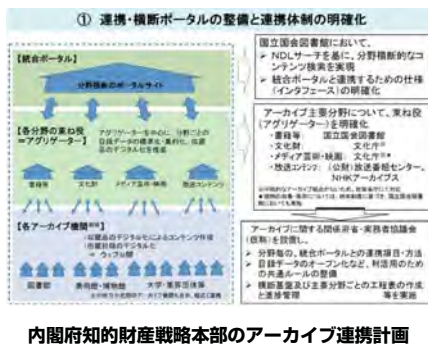 ① 連携・横断ポータルの整備と連携体制の明確化
【統合ポータル】
分野横断のポータルサイト
【各分野の束ね役
=アグリゲーター】
アグリゲーターを中心に、分野ごとの
書籍等
文化財
メディア芸術・映画
放送コンテンツ
【各アーカイブ機関
収蔵品のデジタル化によるコンテンツ作成
図書館
美術館・博物館
大学・業界団体等
国立国会図書館において、
➢ NDLサーチを基に、分野横断的なコ
ンテンツ検索を実現
➢ 統合ポータルと連携するための仕様
(インタフェース)の明確化
アーカイブ主要分野について、束ね役
(アグリゲーター)を明確化
・書籍等: 国立国会図書館
・文化財: 文化庁
・メディア芸術・映画: 文化庁
・放送コンテンツ: (公財)放送番組センター、
NHKアーカイブス
アーカイブに関する関係府省・実務者協議会
(仮称)を設置し、
➢ 分野毎の、統合ポータルとの連携項目・方法
➢ 目録データのオープン化など、利活用のため
の共通ルールの整備
➢ 横断基盤及び主要分野ごとの工程表の作成
と進捗管理 等を実施
内閣府知的財産戦略本部のアーカイブ連携計画